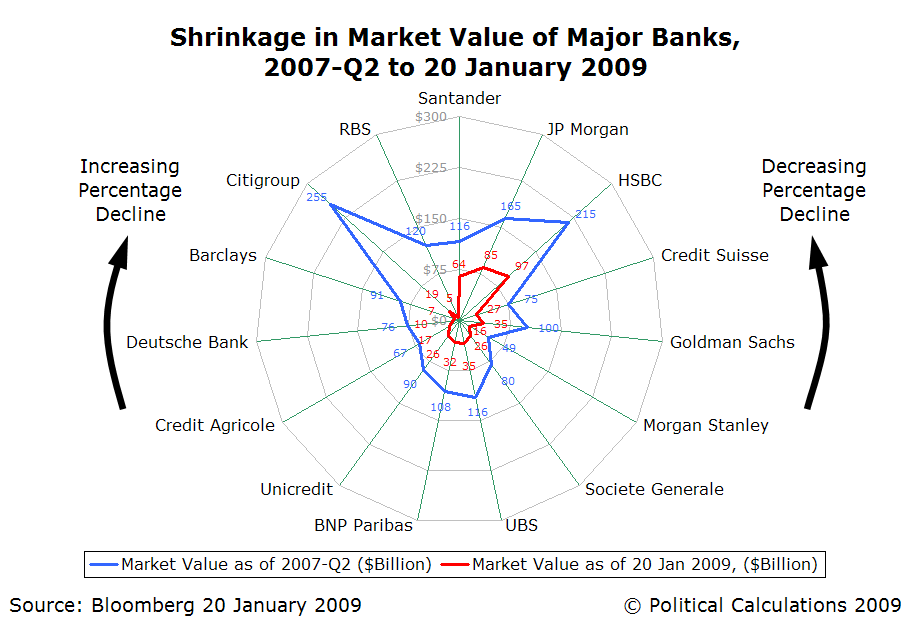 Shrinkage in Market Value of Major Banks,
2007-Q2 to 20 January 2009
Santander
$300
RBS
JP Morgan
Increasing
Percentage
Decline
Decreasing
Percentage
Decline
$225
Citigroup
HSBC
255
165
215
$150
120
116
Barclays
Credit Suisse
64
85
97
$75
91
19
5
75
7
27
76
10
$0
35
100
Deutsche Bank
Goldman Sachs
16
67
17
26
49
26
32
35
90
80
108
116
Credit Agricole
Morgan Stanley
Unicredit
Societe Generale
BNP Paribas
UBS
Market Value as of 2007-Q2 ($Billion)
Market Value as of 20 Jan 2009, ($Billion)
Source: Bloomberg 20 January 2009
© Political Calculations 2009